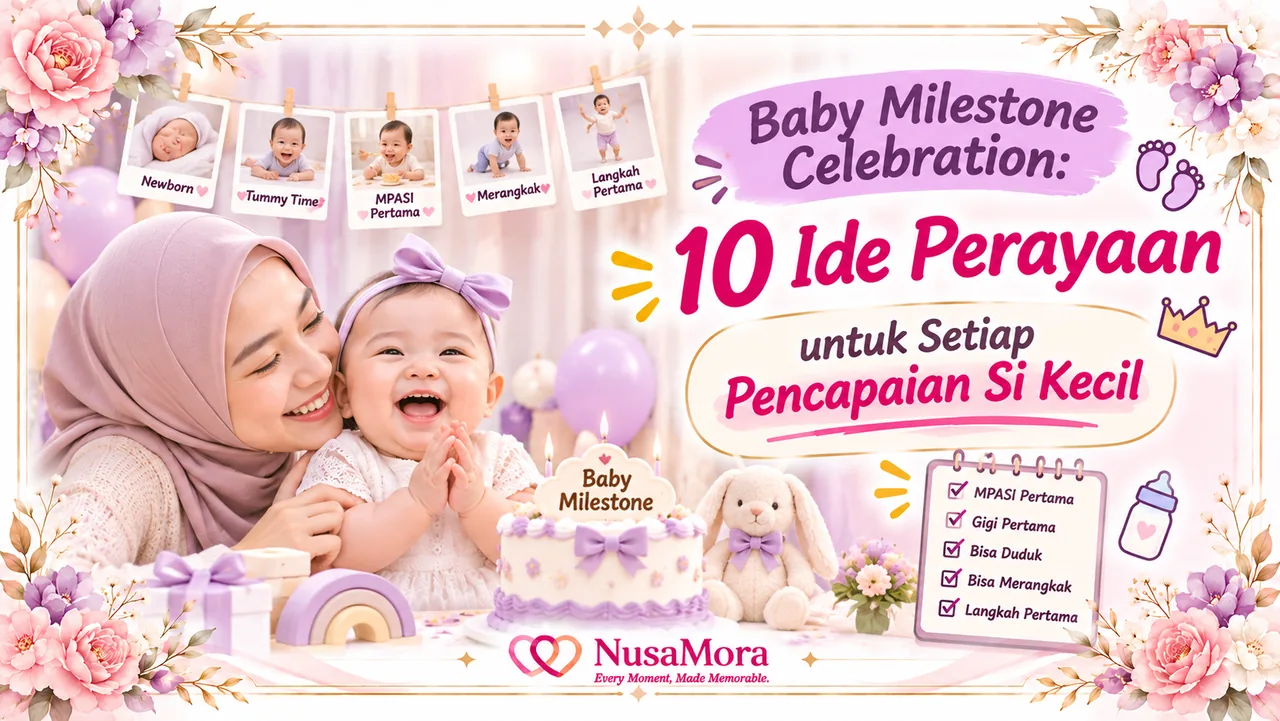 Newborn
Tummy Time
MPASI
Pertama
Merangkak
Langkah
Pertama
Baby Milestone
Celebration:
10 Ide Perayaan
untuk Setiap
Pencapaian Si Kecil
Baby
Milestone
MPASI Pertama
Gigi Pertama
Bisa Duduk
Bisa Merangkak
Langkah Pertama
NusaMora
Every Moment, Made Memorable.